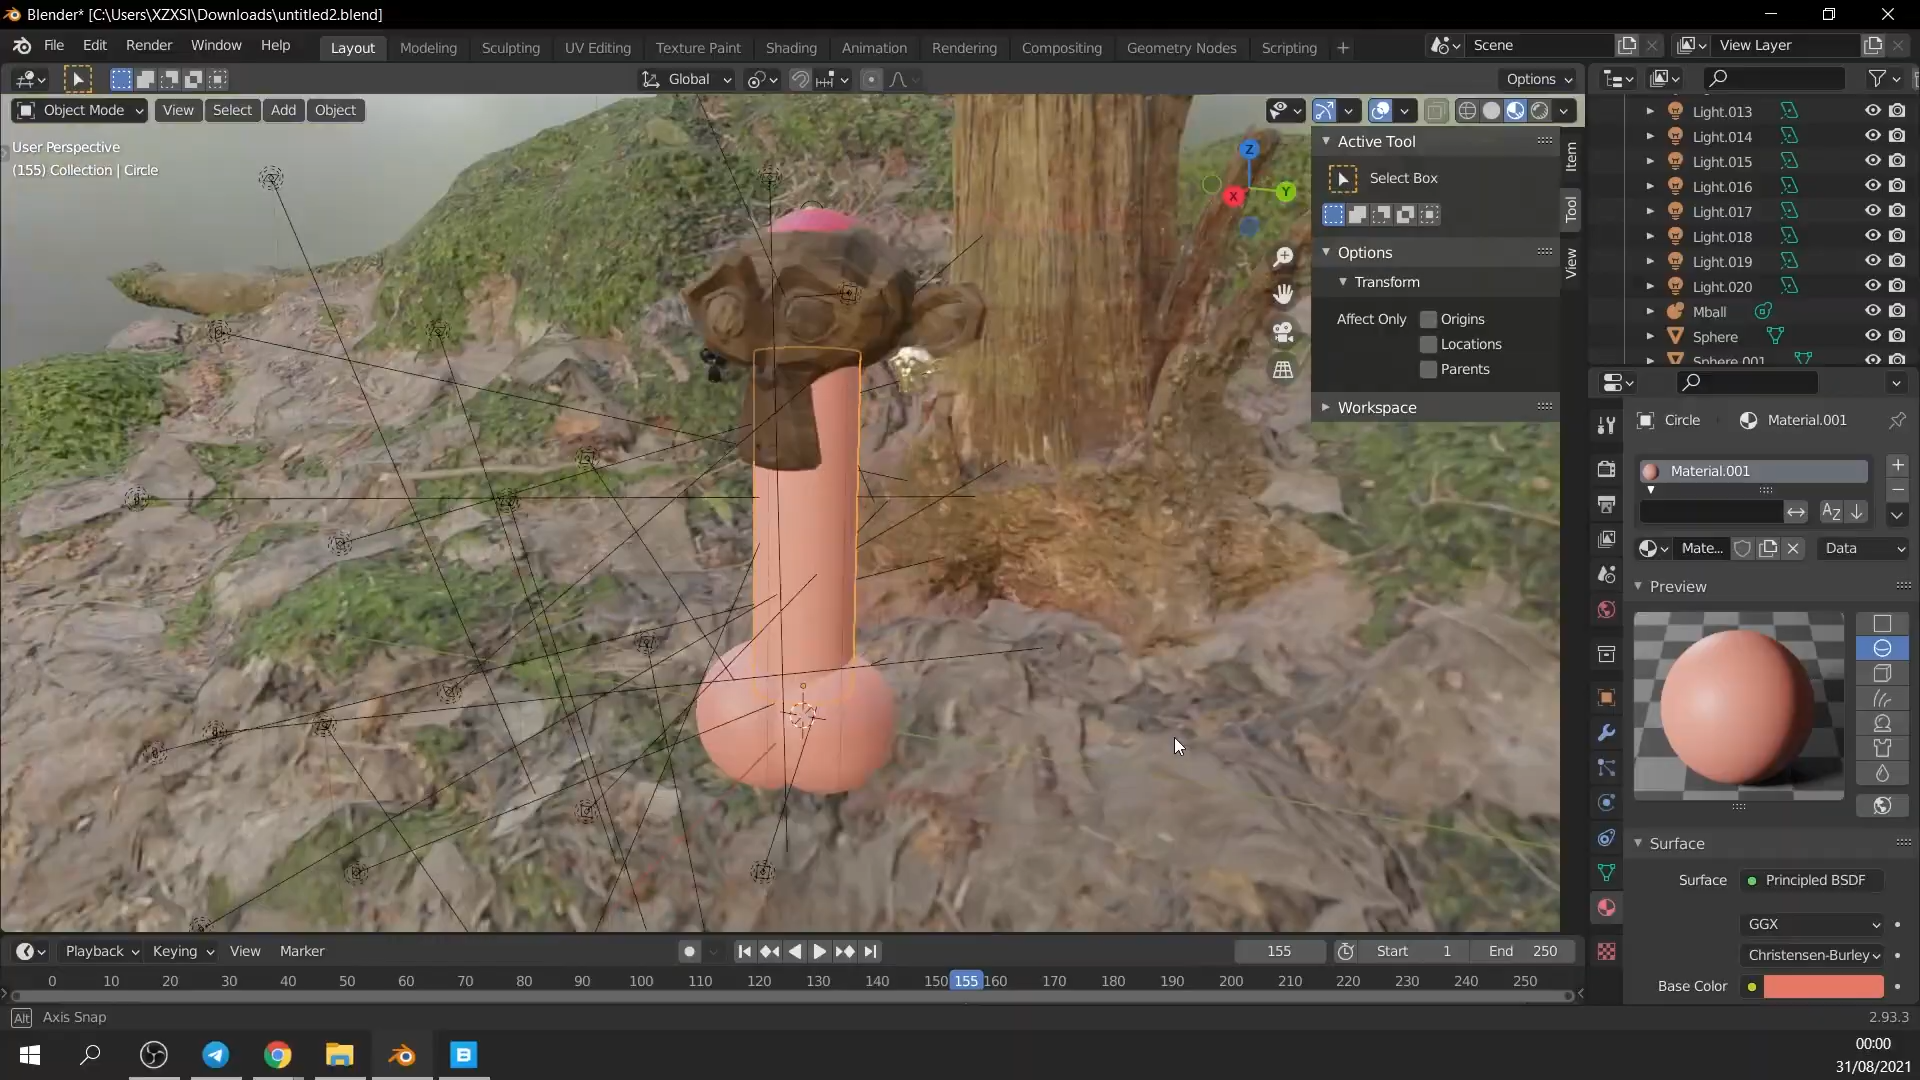 Blender* [C:\Users\XZXSI\Downloads\untitled2.blend]
File Edit Render Window Help Layout Modeling Sculpting UV Editing Texture Paint Shading Animation Rendering Compositing Geometry Nodes Scripting + Scene View Layer
Global Options
Object Mode View Select Add Object
User Perspective
(155) Collection | Circle
Z
Y
X
Active Tool
Select Box
Options
Transform
Affect Only Origins
Locations
Parents
Workspace
Item
Tool
View
Light.013
Light.014
Light.015
Light.016
Light.017
Light.018
Light.019
Light.020
Mball
Sphere
Sphere.001
Circle Material.001
Material.001
Mate... Data
Preview
Surface
Surface Principled BSDF
GGX
Christensen-Burley
Base Color
Playback Keying View Marker 155 Start 1 End 250
0 10 20 30 40 50 60 70 80 90 100 110 120 130 140 150 155 160 170 180 190 200 210 220 230 240 250
Alt Axis Snap 2.93.3
00:00
31/08/2021